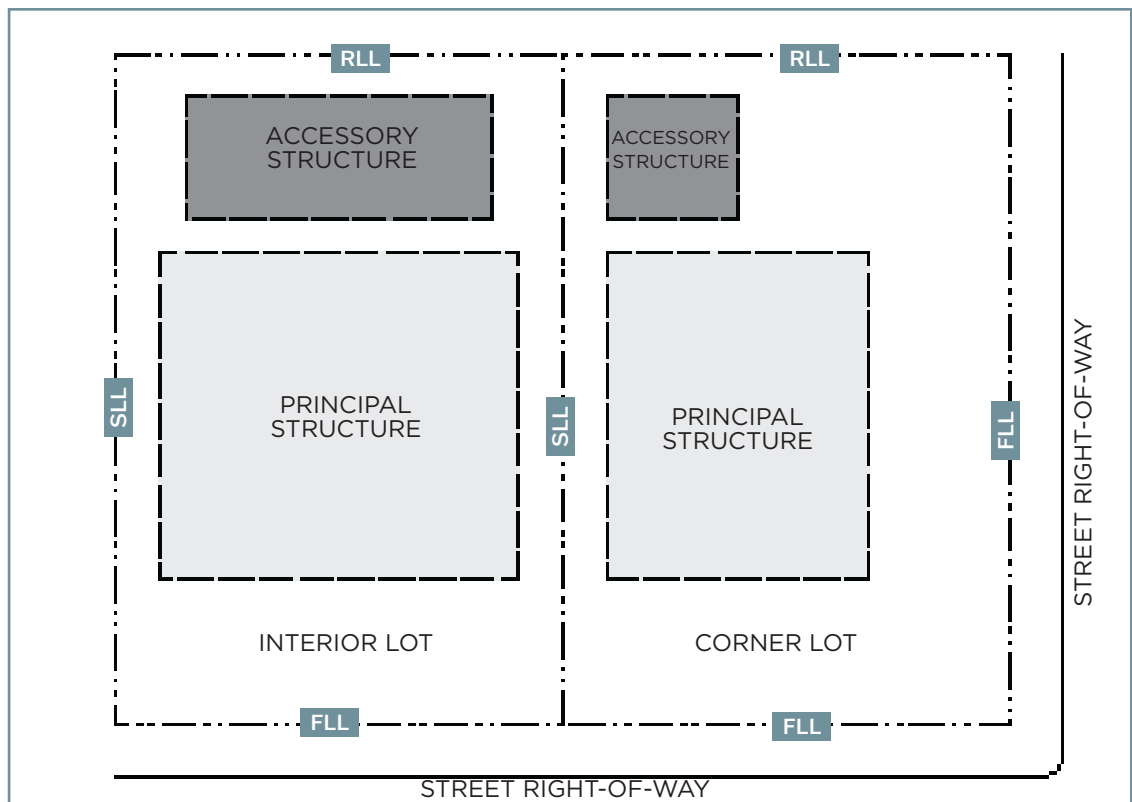 RLL
RLL
ACCESSORY
STRUCTURE
ACCESSORY
STRUCTURE
SLL
PRINCIPAL
STRUCTURE
SLL
PRINCIPAL
STRUCTURE
FLL
STREET RIGHT-OF-WAY
INTERIOR LOT
CORNER LOT
FLL
FLL
STREET RIGHT-OF-WAY